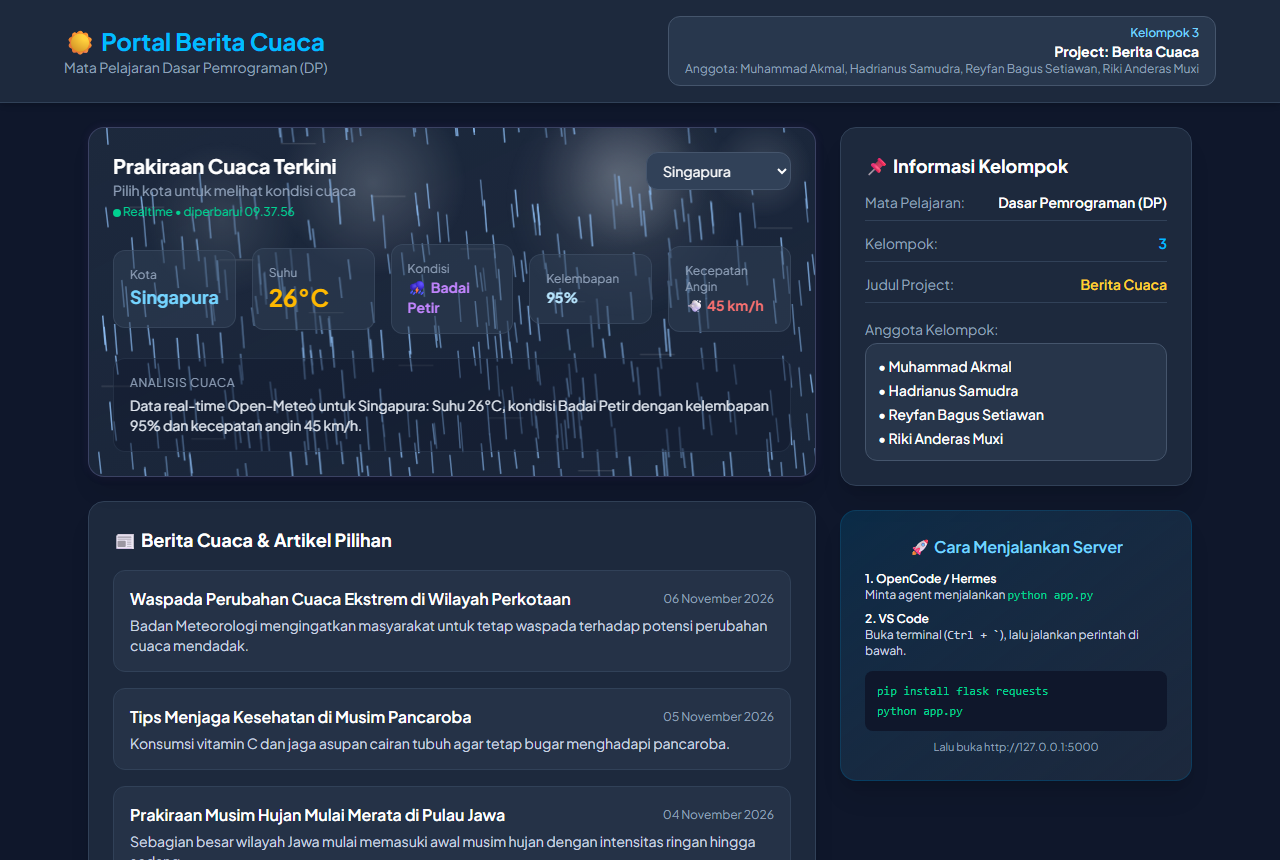 Portal Berita Cuaca
Mata Pelajaran Dasar Pemrograman (DP)
Kelompok 3
Project: Berita Cuaca
Anggota: Muhammad Akmal, Hadrianus Samudra, Reyfan Bagus Setiawan, Riki Anderas Muxi
Prakiraan Cuaca Terkini
Pilih kota untuk melihat kondisi cuaca
Realtime • diperbarui 09.37.56
Singapura
Kota
Singapura
Suhu
26°C
Kondisi
Badai
Petir
Kelembapan
95%
Kecepatan
Angin
45 km/h
ANALISIS CUACA
Data real-time Open-Meteo untuk Singapura: Suhu 26°C, kondisi Badai Petir dengan kelembapan
95% dan kecepatan angin 45 km/h.
Berita Cuaca & Artikel Pilihan
Waspada Perubahan Cuaca Ekstrem di Wilayah Perkotaan
06 November 2026
Badan Meteorologi mengingatkan masyarakat untuk tetap waspada terhadap potensi perubahan
cuaca mendadak.
Tips Menjaga Kesehatan di Musim Pancaroba
05 November 2026
Konsumsi vitamin C dan jaga asupan cairan tubuh agar tetap bugar menghadapi pancaroba.
Prakiraan Musim Hujan Mulai Merata di Pulau Jawa
04 November 2026
Sebagian besar wilayah Jawa mulai memasuki awal musim hujan dengan intensitas ringan hingga
Informasi Kelompok
Mata Pelajaran:
Dasar Pemrograman (DP)
Kelompok:
3
Judul Project:
Berita Cuaca
Anggota Kelompok:
• Muhammad Akmal
• Hadrianus Samudra
• Reyfan Bagus Setiawan
• Riki Anderas Muxi
Cara Menjalankan Server
1. OpenCode / Hermes
Minta agent menjalankan python app.py
2. VS Code
Buka terminal (Ctrl + `), lalu jalankan perintah di
bawah.
pip install flask requests
python app.py
Lalu buka http://127.0.0.1:5000